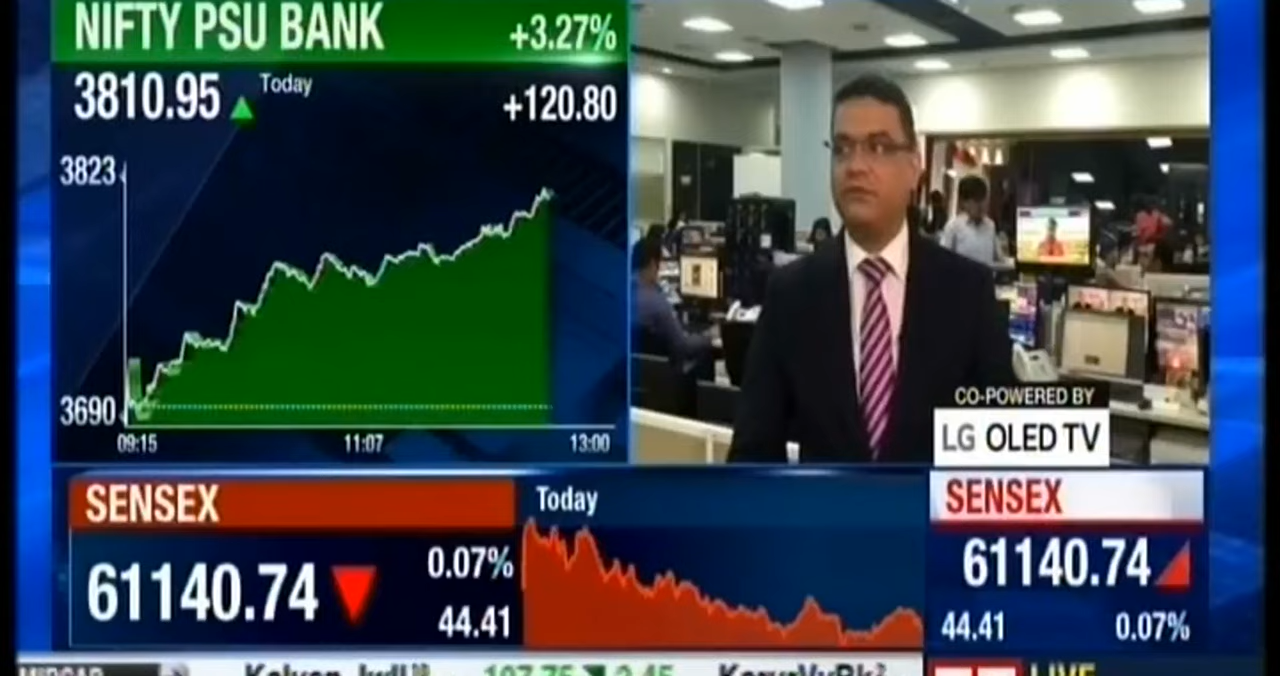 NIFTY PSU BANK +3.27%
3810.95 Today +120.80
3823
3690
09:15 11:07 13:00
CO-POWERED BY
LG OLED TV
SENSEX
61140.74
0.07%
44.41
Today
SENSEX
61140.74
44.41 0.07%
LIVE